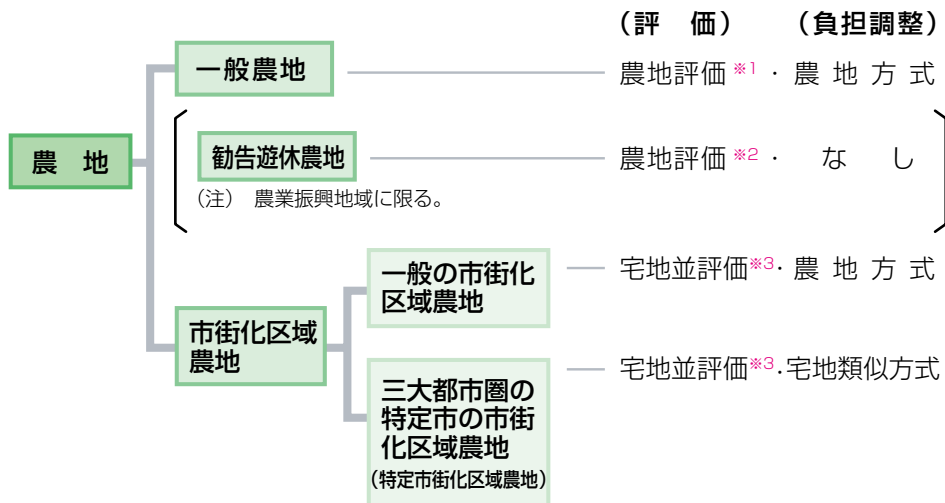 （評　価）　（負担調整）
一般農地
農地評価※1・農地方式
農　地
勧告遊休農地
農地評価※2・なし
（注）　農業振興地域に限る。
一般の市街化
区域農地
宅地並評価※3・農地方式
市街化区域
農地
三大都市圏の
特定市の市街
化区域農地
（特定市街化区域農地）
宅地並評価※3・宅地類似方式